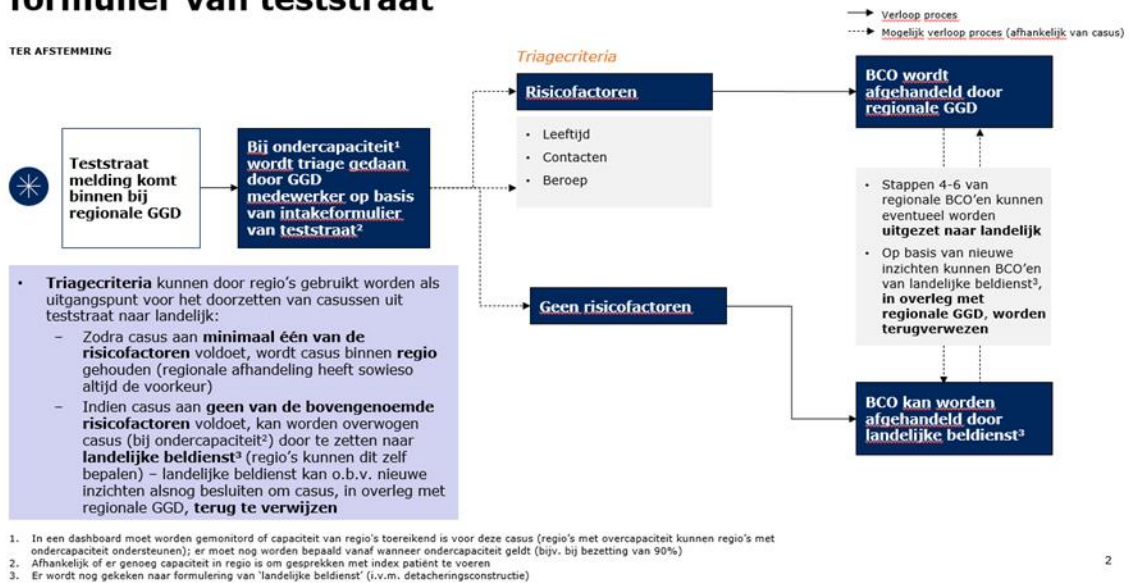 formulier van teststraat
Verloop proces
Mogelijk verloop proces (afhankelijk van casus)
TER AFSTEMMING
Triagecriteria
Teststraat
melding komt
binnen bij
regionale GGD
Bij ondercapaciteit¹
wordt triage gedaan
door GGD
medewerker op basis
van intakeformulier
van teststraat²
Risicofactoren
• Leeftijd
• Contacten
• Beroep
Geen risicofactoren
BCO wordt
afgehandeld door
regionale GGD
• Stappen 4-6 van
regionale BCO’en kunnen
eventueel worden
uitgezet naar landelijk
• Op basis van nieuwe
inzichten kunnen BCO’en
van landelijke beldienst³,
in overleg met
regionale GGD, worden
terugverwezen
BCO kan worden
afgehandeld door
landelijke beldienst³
• Triagecriteria kunnen door regio’s gebruikt worden als
uitgangspunt voor het doorzetten van casussen uit
teststraat naar landelijk:
– Zodra casus aan minimaal één van de
risicofactoren voldoet, wordt casus binnen regio
gehouden (regionale afhandeling heeft sowieso
altijd de voorkeur)
– Indien casus aan geen van de bovengenoemde
risicofactoren voldoet, kan worden overwogen
casus (bij ondercapaciteit²) door te zetten naar
landelijke beldienst³ (regio’s kunnen dit zelf
bepalen) – landelijke beldienst kan o.b.v. nieuwe
inzichten alsnog besluiten om casus, in overleg met
regionale GGD, terug te verwijzen
1. In een dashboard moet worden gemonitord of capaciteit van regio's toereikend is voor deze casus (regio's met overcapaciteit kunnen regio's met
ondercapaciteit ondersteunen); er moet nog worden bepaald vanaf wanneer ondercapaciteit geldt (bijv. bij bezetting van 90%)
2. Afhankelijk of er genoeg capaciteit in regio is om gesprekken met index patiënt te voeren
3. Er wordt nog gekeken naar formulering van 'landelijke beldienst' (i.v.m. detacheringsconstructie)
2